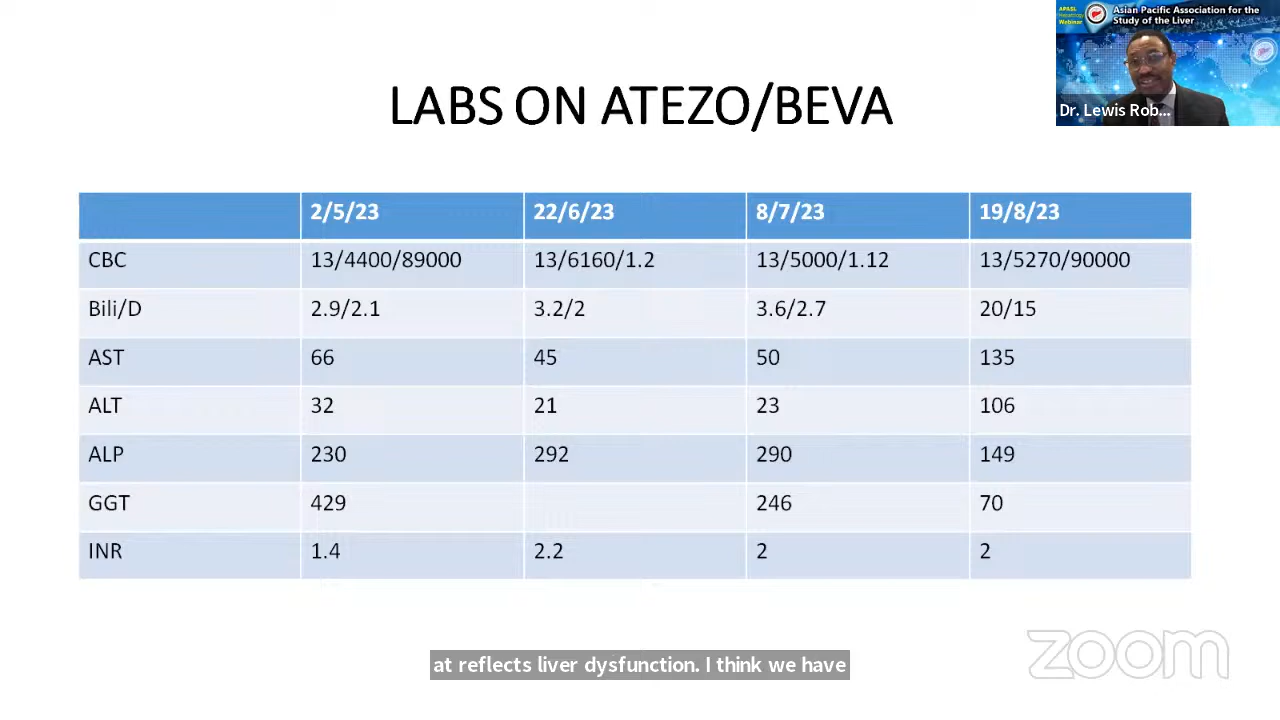 APASL
Hepatology
Webinar
Asian Pacific Association for the
Study of the Liver
Dr. Lewis Rob...
LABS ON ATEZO/BEVA
2/5/23 22/6/23 8/7/23 19/8/23
CBC 13/4400/89000 13/6160/1.2 13/5000/1.12 13/5270/90000
Bili/D 2.9/2.1 3.2/2 3.6/2.7 20/15
AST 66 45 50 135
ALT 32 21 23 106
ALP 230 292 290 149
GGT 429 246 70
INR 1.4 2.2 2 2
at reflects liver dysfunction. I think we have
zoom